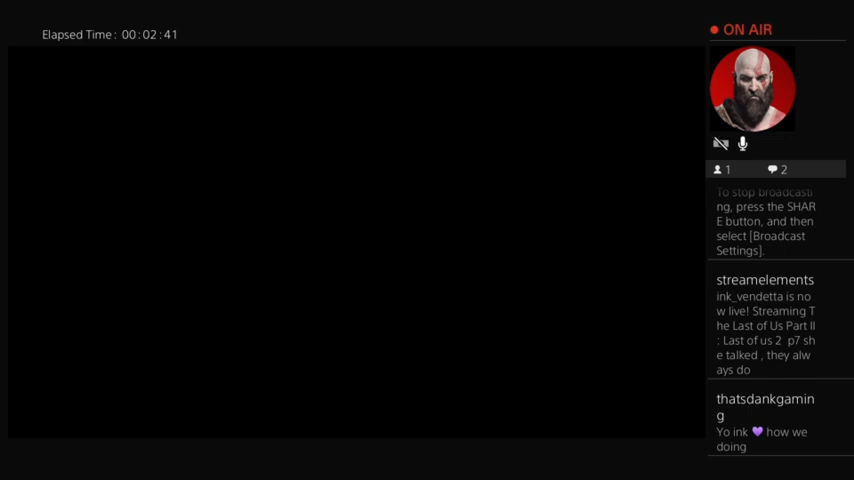 Elapsed Time: 00:02:41
ON AIR
1 2
To stop broadcasti
ng, press the SHAR
E button, and then
select [Broadcast
Settings].
streamelements
ink_vendetta is no
w live! Streaming T
he Last of Us Part II
: Last of us 2 p7 sh
e talked , they alw
ays do
thatsdankgamin
g
Yo ink 💜 how we
doing